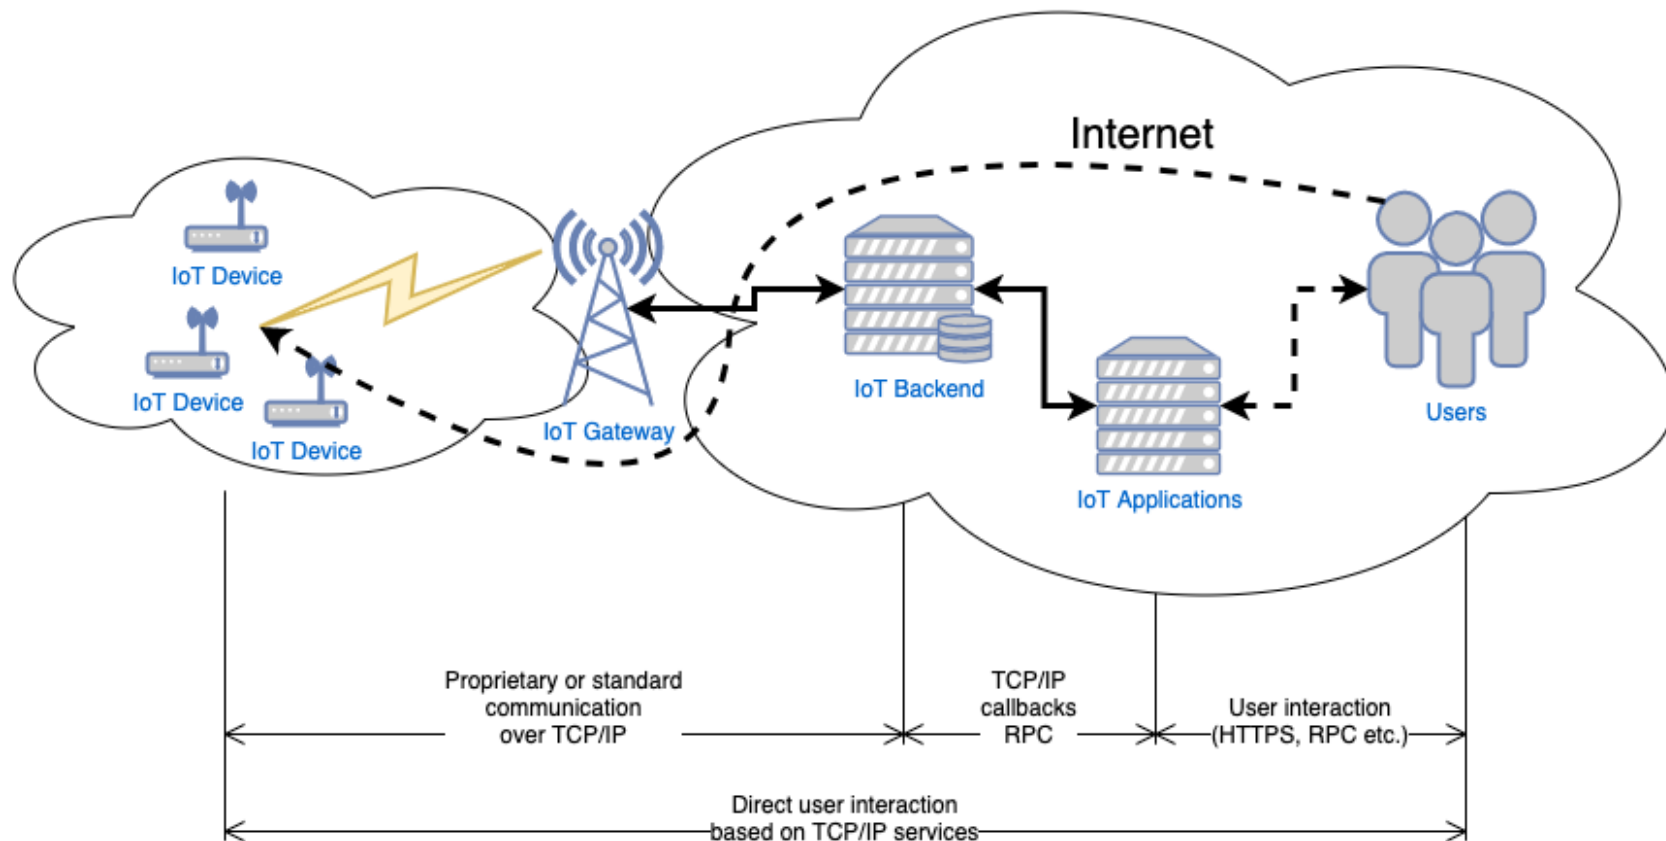 Internet
IoT Device
IoT Device
IoT Device
IoT Gateway
IoT Backend
IoT Applications
Users
Proprietary or standard
communication
over TCP/IP
TCP/IP
callbacks
RPC
User interaction
(HTTPS, RPC etc.)
Direct user interaction
based on TCP/IP services